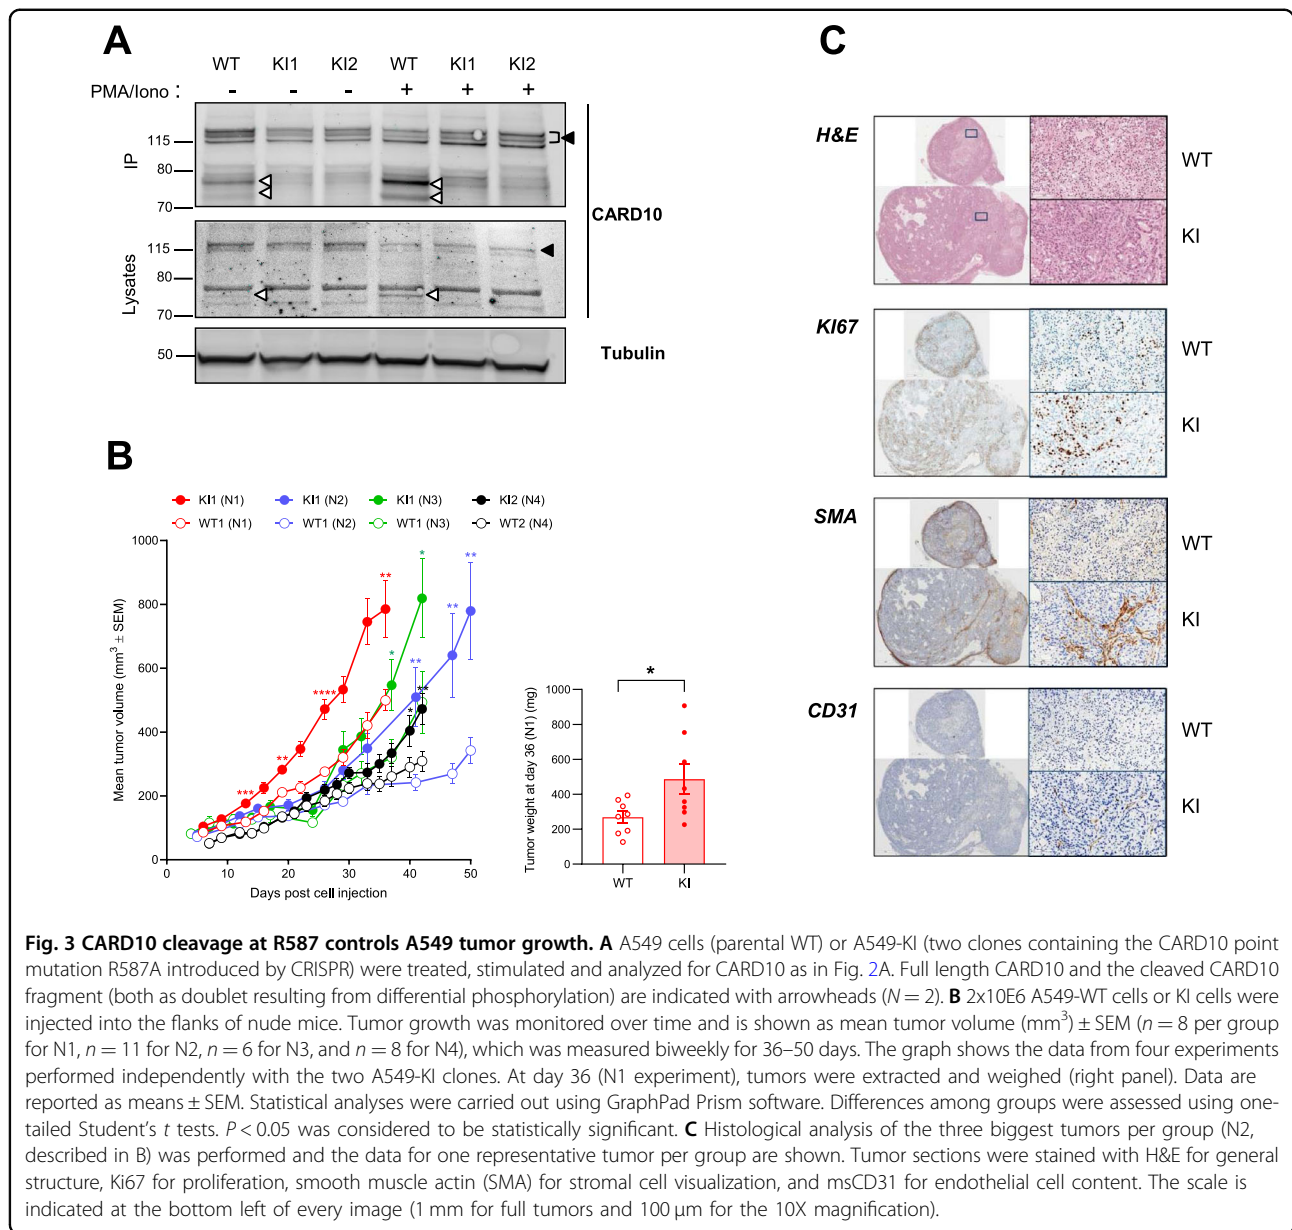 A
WT KI1 KI2 WT KI1 KI2
PMA/Iono : - - - + + +
IP
115
80
70
CARD10
Lysates
115
80
70
50
Tubulin
B
KI1 (N1) KI1 (N2) KI1 (N3) KI2 (N4)
WT1 (N1) WT1 (N2) WT1 (N3) WT2 (N4)
Mean tumor volume (mm³ ± SEM)
1000
800
600
400
200
0
0 10 20 30 40 50
Days post cell injection
*** ** **** ** * * ** ** ** * **
Tumor weight at day 36 (N1) (mg)
1000
800
600
400
200
0
*
WT KI
C
H&E
WT
KI
KI67
WT
KI
SMA
WT
KI
CD31
WT
KI
Fig. 3 CARD10 cleavage at R587 controls A549 tumor growth. A A549 cells (parental WT) or A549-KI (two clones containing the CARD10 point
mutation R587A introduced by CRISPR) were treated, stimulated and analyzed for CARD10 as in Fig. 2A. Full length CARD10 and the cleaved CARD10
fragment (both as doublet resulting from differential phosphorylation) are indicated with arrowheads (N = 2). B 2x10E6 A549-WT cells or KI cells were
injected into the flanks of nude mice. Tumor growth was monitored over time and is shown as mean tumor volume (mm³) ± SEM (n = 8 per group
for N1, n = 11 for N2, n = 6 for N3, and n = 8 for N4), which was measured biweekly for 36–50 days. The graph shows the data from four experiments
performed independently with the two A549-KI clones. At day 36 (N1 experiment), tumors were extracted and weighed (right panel). Data are
reported as means ± SEM. Statistical analyses were carried out using GraphPad Prism software. Differences among groups were assessed using one-
tailed Student's t tests. P < 0.05 was considered to be statistically significant. C Histological analysis of the three biggest tumors per group (N2,
described in B) was performed and the data for one representative tumor per group are shown. Tumor sections were stained with H&E for general
structure, Ki67 for proliferation, smooth muscle actin (SMA) for stromal cell visualization, and msCD31 for endothelial cell content. The scale is
indicated at the bottom left of every image (1 mm for full tumors and 100 μm for the 10X magnification).